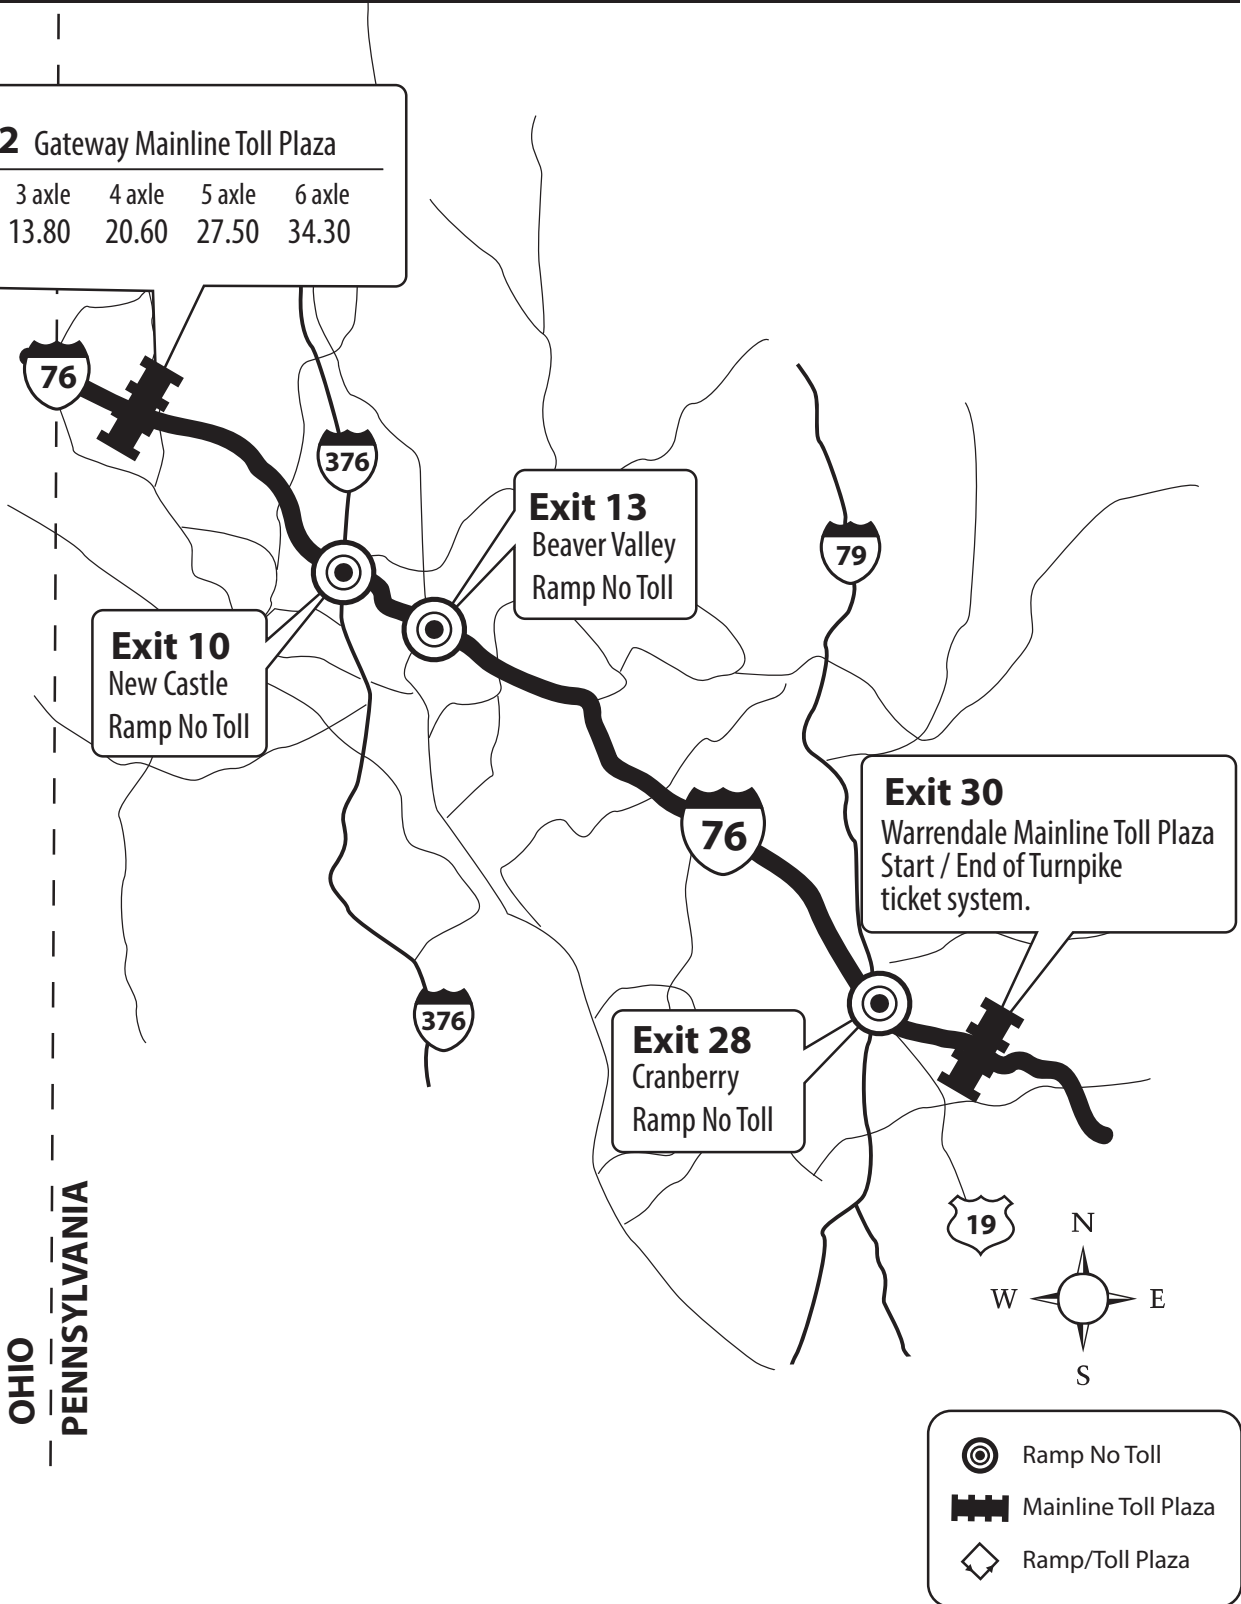 2 Gateway Mainline Toll Plaza
3 axle 4 axle 5 axle 6 axle
13.80 20.60 27.50 34.30
76
376
Exit 13
Beaver Valley
Ramp No Toll
79
Exit 10
New Castle
Ramp No Toll
76
Exit 30
Warrendale Mainline Toll Plaza
Start / End of Turnpike
ticket system.
376
Exit 28
Cranberry
Ramp No Toll
19
OHIO
PENNSYLVANIA
N
W E
S
Ramp No Toll
Mainline Toll Plaza
Ramp/Toll Plaza